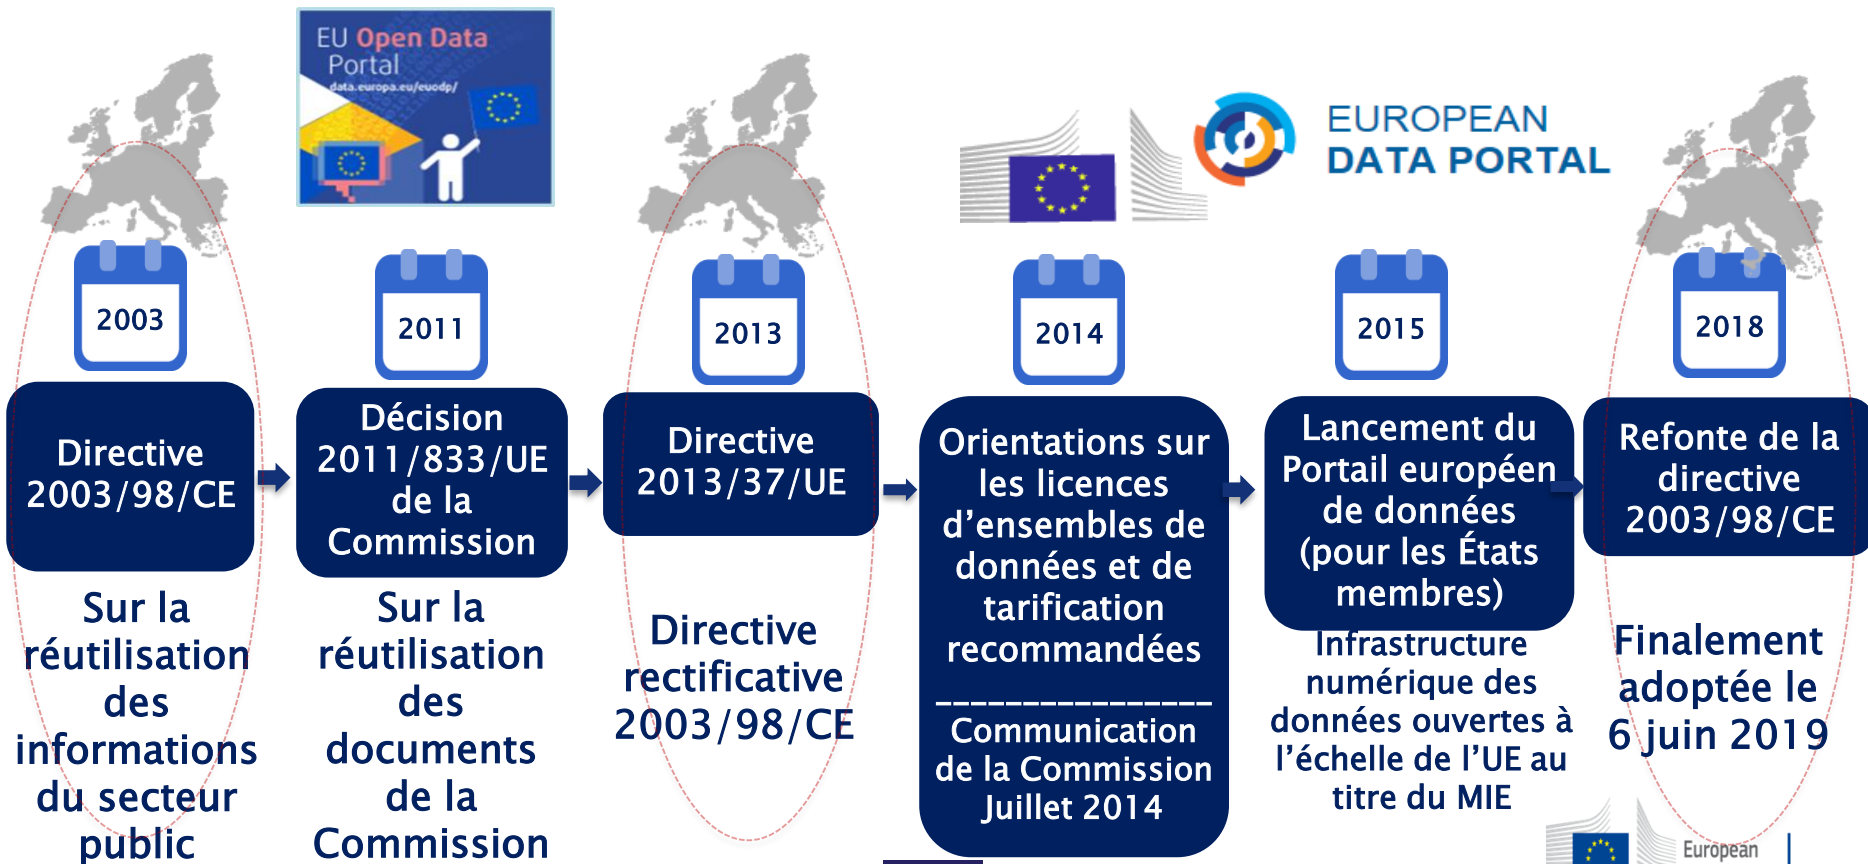 EU Open Data
Portal
data.europa.eu/euodp/
EUROPEAN
DATA PORTAL
2003
2011
2013
2014
2015
2018
Directive
2003/98/CE
Décision
2011/833/UE
de la
Commission
Directive
2013/37/UE
Orientations sur
les licences
d’ensembles de
données et de
tarification
recommandées
________________
Communication
de la Commission
Juillet 2014
Lancement du
Portail européen
de données
(pour les États
membres)
Refonte de la
directive
2003/98/CE
Sur la
réutilisation
des
informations
du secteur
public
Sur la
réutilisation
des
documents
de la
Commission
Directive
rectificative
2003/98/CE
Infrastructure
numérique des
données ouvertes à
l’échelle de l’UE au
titre du MIE
Finalement
adoptée le
6 juin 2019
European